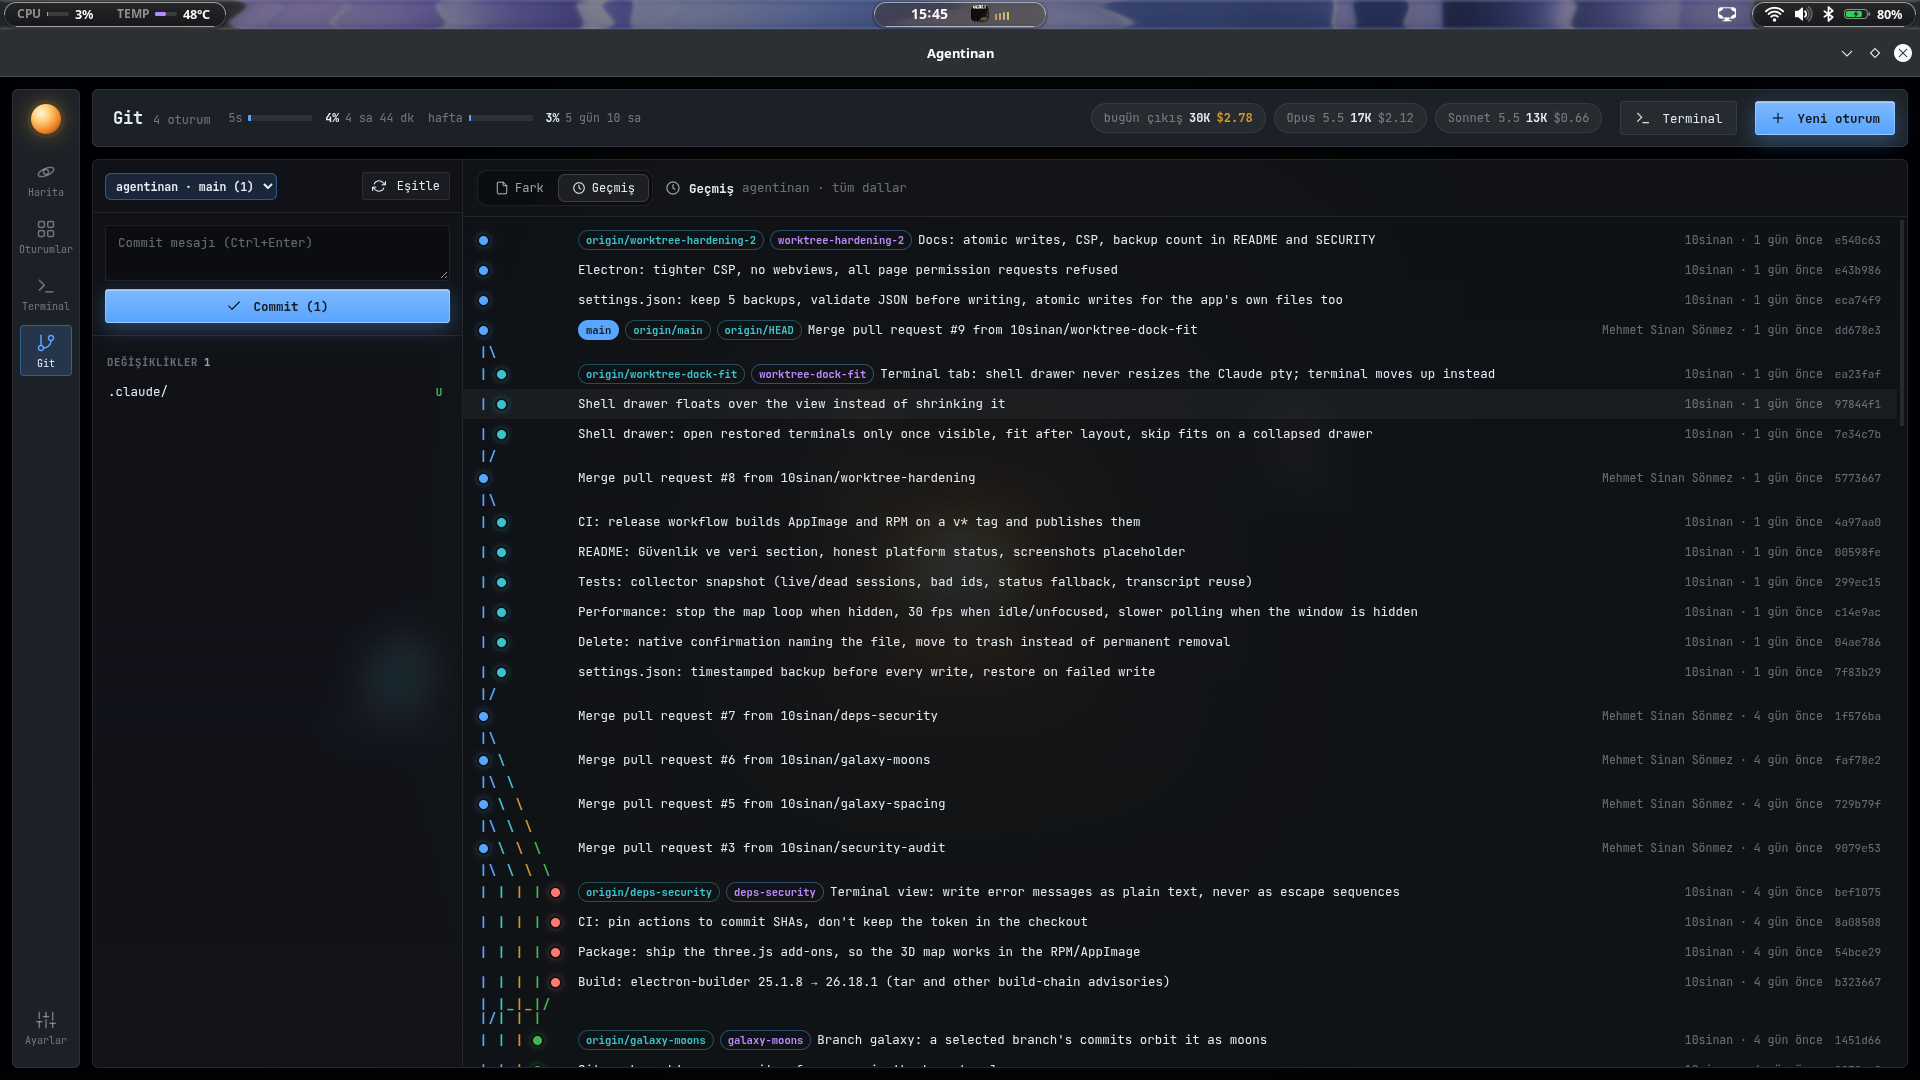 CPU 3% TEMP 48°C 15:45 80%
Agentinan
Git 4 oturum 5s 4% 4 sa 44 dk hafta 3% 5 gün 10 sa bugün çıkış 30K $2.78 Opus 5.5 17K $2.12 Sonnet 5.5 13K $0.66 Terminal Yeni oturum
Harita
Oturumlar
Terminal
Git
Ayarlar
agentinan · main (1) Eşitle
Commit mesajı (Ctrl+Enter)
Commit (1)
DEĞİŞİKLİKLER 1
.claude/ U
Fark Geçmiş Geçmiş agentinan · tüm dallar
origin/worktree-hardening-2 worktree-hardening-2 Docs: atomic writes, CSP, backup count in README and SECURITY 10sinan · 1 gün önce e540c63
Electron: tighter CSP, no webviews, all page permission requests refused 10sinan · 1 gün önce e43b986
settings.json: keep 5 backups, validate JSON before writing, atomic writes for the app's own files too 10sinan · 1 gün önce eca74f9
main origin/main origin/HEAD Merge pull request #9 from 10sinan/worktree-dock-fit Mehmet Sinan Sönmez · 1 gün önce dd678e3
origin/worktree-dock-fit worktree-dock-fit Terminal tab: shell drawer never resizes the Claude pty; terminal moves up instead 10sinan · 1 gün önce ea23faf
Shell drawer floats over the view instead of shrinking it 10sinan · 1 gün önce 97844f1
Shell drawer: open restored terminals only once visible, fit after layout, skip fits on a collapsed drawer 10sinan · 1 gün önce 7e34c7b
Merge pull request #8 from 10sinan/worktree-hardening Mehmet Sinan Sönmez · 1 gün önce 5773667
CI: release workflow builds AppImage and RPM on a v* tag and publishes them 10sinan · 1 gün önce 4a97aa0
README: Güvenlik ve veri section, honest platform status, screenshots placeholder 10sinan · 1 gün önce 00598fe
Tests: collector snapshot (live/dead sessions, bad ids, status fallback, transcript reuse) 10sinan · 1 gün önce 299ec15
Performance: stop the map loop when hidden, 30 fps when idle/unfocused, slower polling when the window is hidden 10sinan · 1 gün önce c14e9ac
Delete: native confirmation naming the file, move to trash instead of permanent removal 10sinan · 1 gün önce 04ae786
settings.json: timestamped backup before every write, restore on failed write 10sinan · 1 gün önce 7f83b29
Merge pull request #7 from 10sinan/deps-security Mehmet Sinan Sönmez · 4 gün önce 1f576ba
Merge pull request #6 from 10sinan/galaxy-moons Mehmet Sinan Sönmez · 4 gün önce faf78e2
Merge pull request #5 from 10sinan/galaxy-spacing Mehmet Sinan Sönmez · 4 gün önce 729b79f
Merge pull request #3 from 10sinan/security-audit Mehmet Sinan Sönmez · 4 gün önce 9079e53
origin/deps-security deps-security Terminal view: write error messages as plain text, never as escape sequences 10sinan · 4 gün önce bef1075
CI: pin actions to commit SHAs, don't keep the token in the checkout 10sinan · 4 gün önce 8a08508
Package: ship the three.js add-ons, so the 3D map works in the RPM/AppImage 10sinan · 4 gün önce 54bce29
Build: electron-builder 25.1.8 → 26.18.1 (tar and other build-chain advisories) 10sinan · 4 gün önce b323667
origin/galaxy-moons galaxy-moons Branch galaxy: a selected branch's commits orbit it as moons 10sinan · 4 gün önce 1451d66